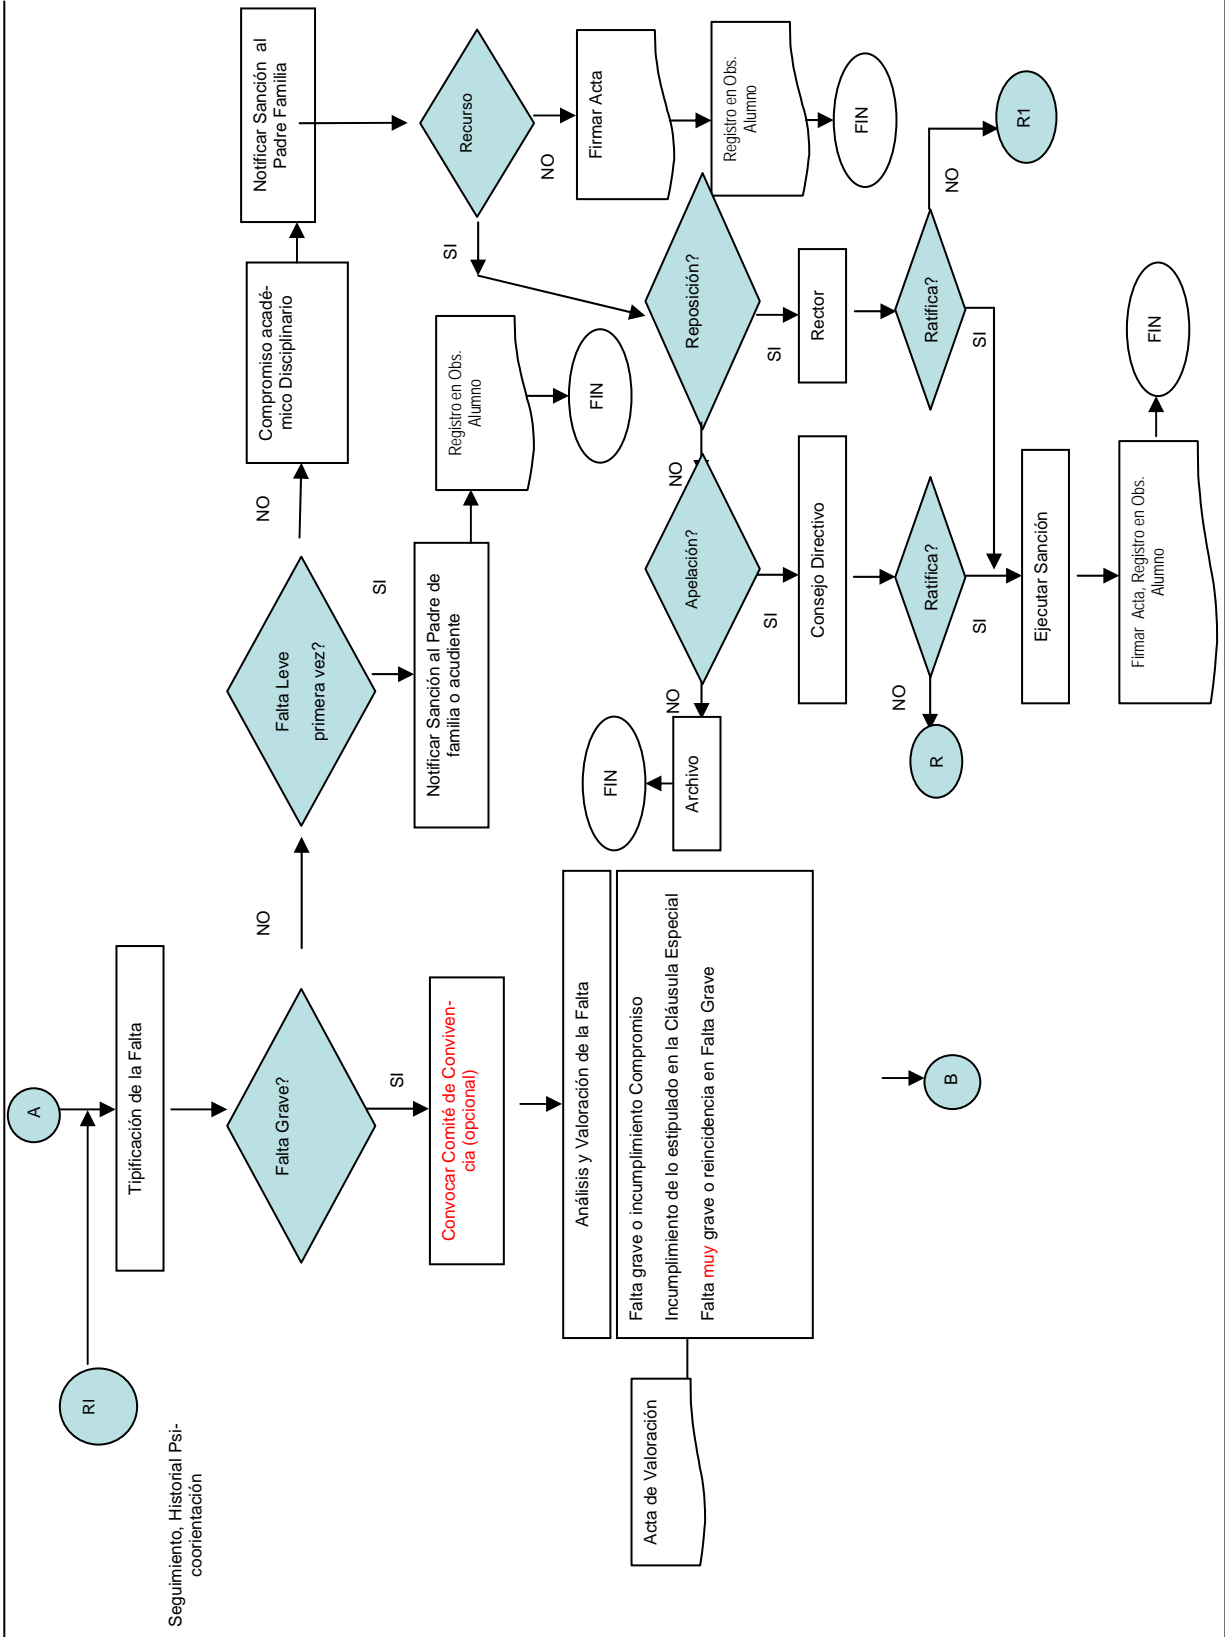 A
RI
Seguimiento, Historial Psi-
coorientación
Tipificación de la Falta
Falta Grave?
NO
SI
Convocar Comité de Conviven-
cia (opcional)
Análisis y Valoración de la Falta
Falta grave o incumplimiento Compromiso
Incumplimiento de lo estipulado en la Cláusula Especial
Falta muy grave o reincidencia en Falta Grave
Acta de Valoración
B
Falta Leve
primera vez?
NO
SI
Notificar Sanción al Padre de
familia o acudiente
Registro en Obs.
Alumno
FIN
Compromiso acadé-
mico Disciplinario
Notificar Sanción al
Padre Familia
Recurso
SI
NO
Firmar Acta
Registro en Obs.
Alumno
FIN
Reposición?
NO
SI
Rector
Ratifica?
NO
R1
SI
Apelación?
NO
Archivo
FIN
SI
Consejo Directivo
Ratifica?
NO
R
SI
Ejecutar Sanción
Firmar Acta, Registro en Obs.
Alumno
FIN